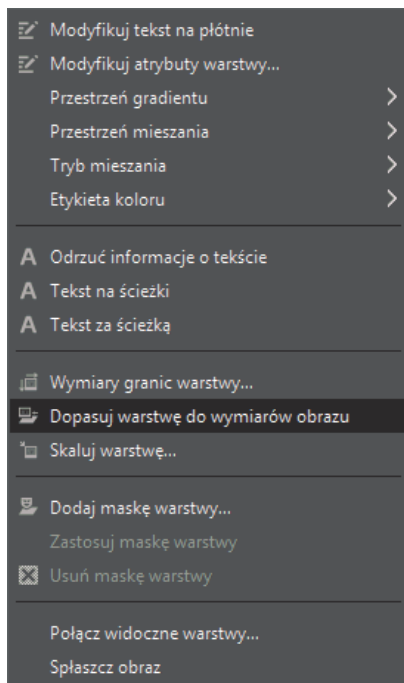 Modyfikuj tekst na płótnie
Modyfikuj atrybuty warstwy...
Przestrzeń gradientu
Przestrzeń mieszania
Tryb mieszania
Etykieta koloru
Odrzuć informacje o tekście
Tekst na ścieżki
Tekst za ścieżką
Wymiary granic warstwy...
Dopasuj warstwę do wymiarów obrazu
Skaluj warstwę...
Dodaj maskę warstwy...
Zastosuj maskę warstwy
Usuń maskę warstwy
Połącz widoczne warstwy...
Spłaszcz obraz